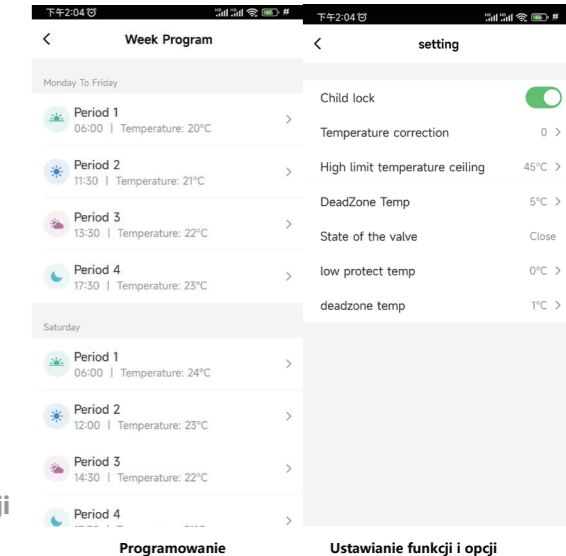 下午2:04
Week Program
Monday To Friday
Period 1
06:00 | Temperature: 20°C
Period 2
11:30 | Temperature: 21°C
Period 3
13:30 | Temperature: 22°C
Period 4
17:30 | Temperature: 23°C
Saturday
Period 1
06:00 | Temperature: 24°C
Period 2
12:00 | Temperature: 23°C
Period 3
14:30 | Temperature: 22°C
Period 4
Programowanie
下午2:04
setting
Child lock
Temperature correction 0
High limit temperature ceiling 45°C
DeadZone Temp 5°C
State of the valve Close
low protect temp 0°C
deadzone temp 1°C
Ustawianie funkcji i opcji